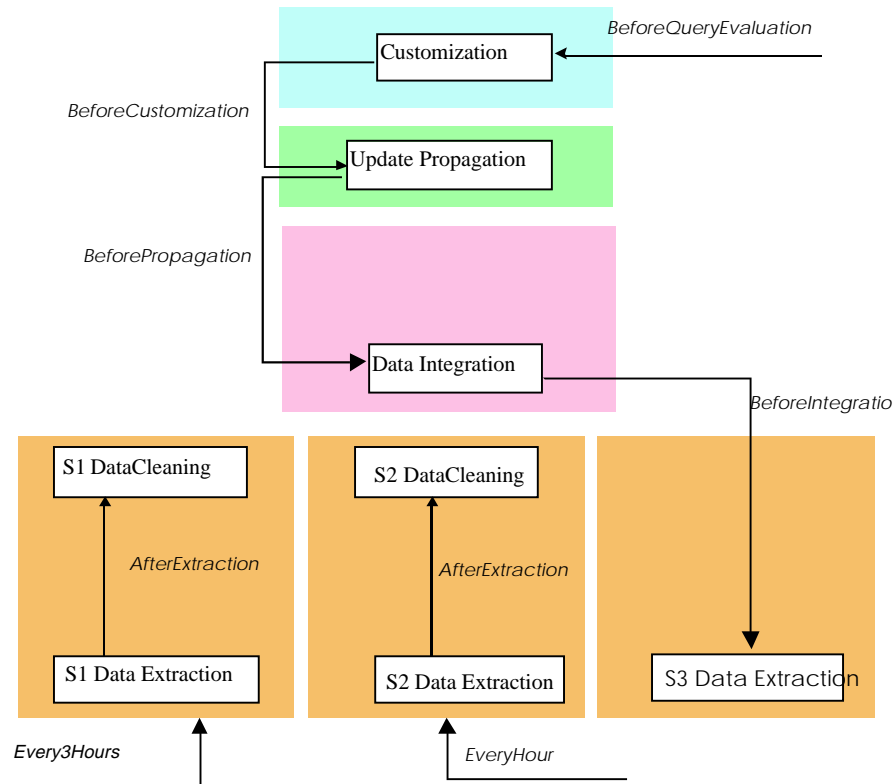 BeforeQueryEvaluation
Customization
BeforeCustomization
Update Propagation
BeforePropagation
Data Integration
BeforeIntegratio
S1 DataCleaning
S2 DataCleaning
AfterExtraction
AfterExtraction
S1 Data Extraction
S2 Data Extraction
S3 Data Extraction
Every3Hours
EveryHour